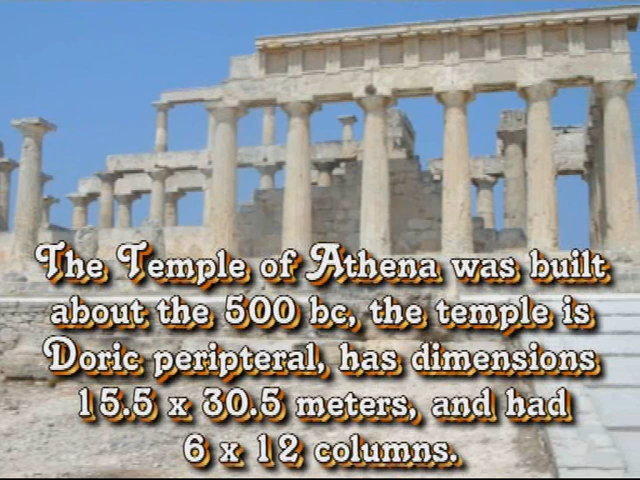 The Temple of Athena was built
about the 500 bc, the temple is
Doric peripteral, has dimensions
15.5 x 30.5 meters, and had
6 x 12 columns.